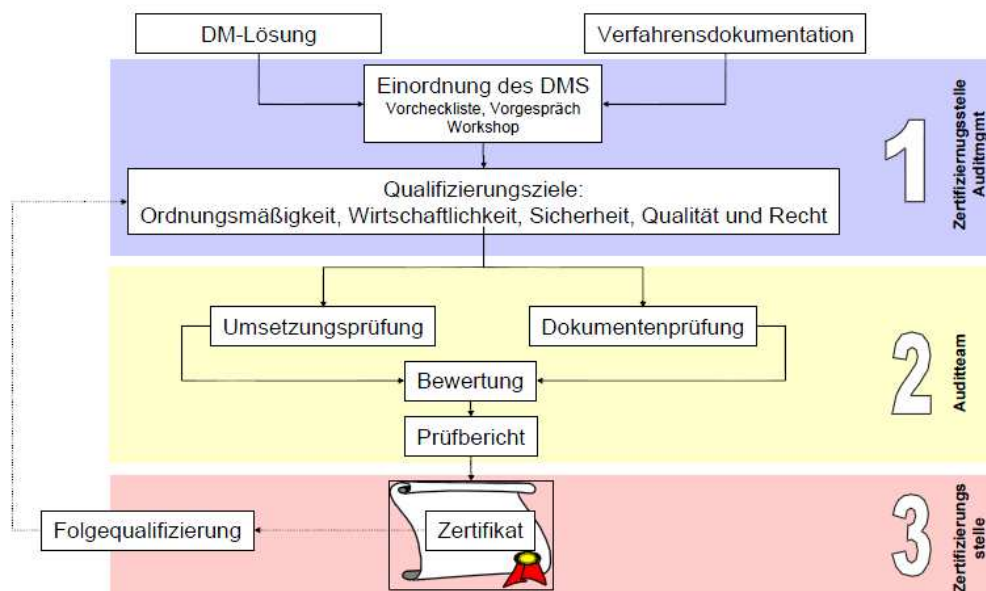 DM-Lösung
Verfahrensdokumentation
Einordnung des DMS
Vorcheckliste, Vorgespräch
Workshop
1
Zertifiziernugsstelle
Auditmgmt
Qualifizierungsziele:
Ordnungsmäßigkeit, Wirtschaftlichkeit, Sicherheit, Qualität und Recht
Umsetzungsprüfung
Dokumentenprüfung
2
Auditteam
Bewertung
Prüfbericht
Folgequalifizierung
Zertifikat
3
Zertifizierungs
stelle